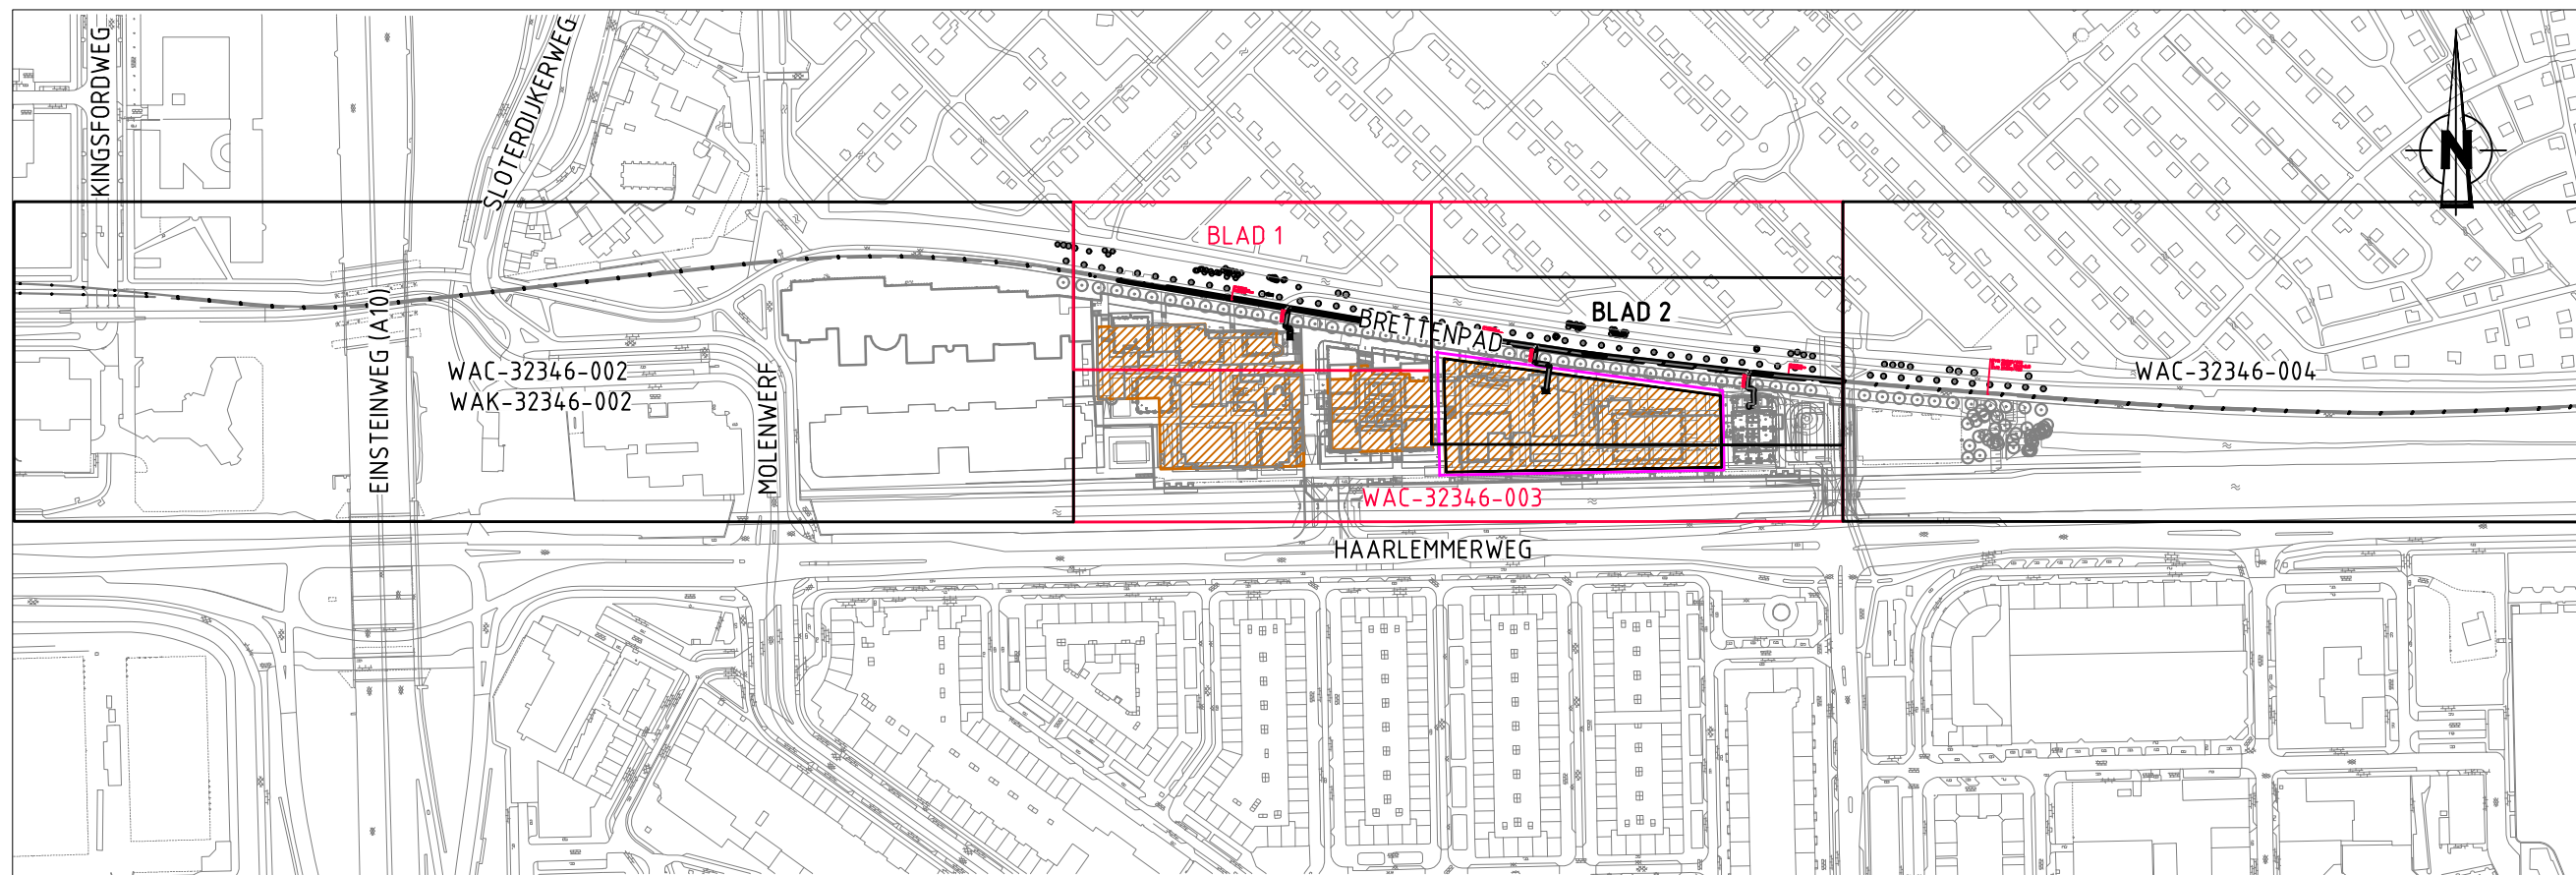 KINGSFORDWEG
SLOTERDIJKERWEG
N
BLAD 1
BLAD 2
BRETTENPAD
EINSTEINWEG (A10)
WAC-32346-002
WAK-32346-002
MOLENWERF
WAC-32346-004
WAC-32346-003
HAARLEMMERWEG